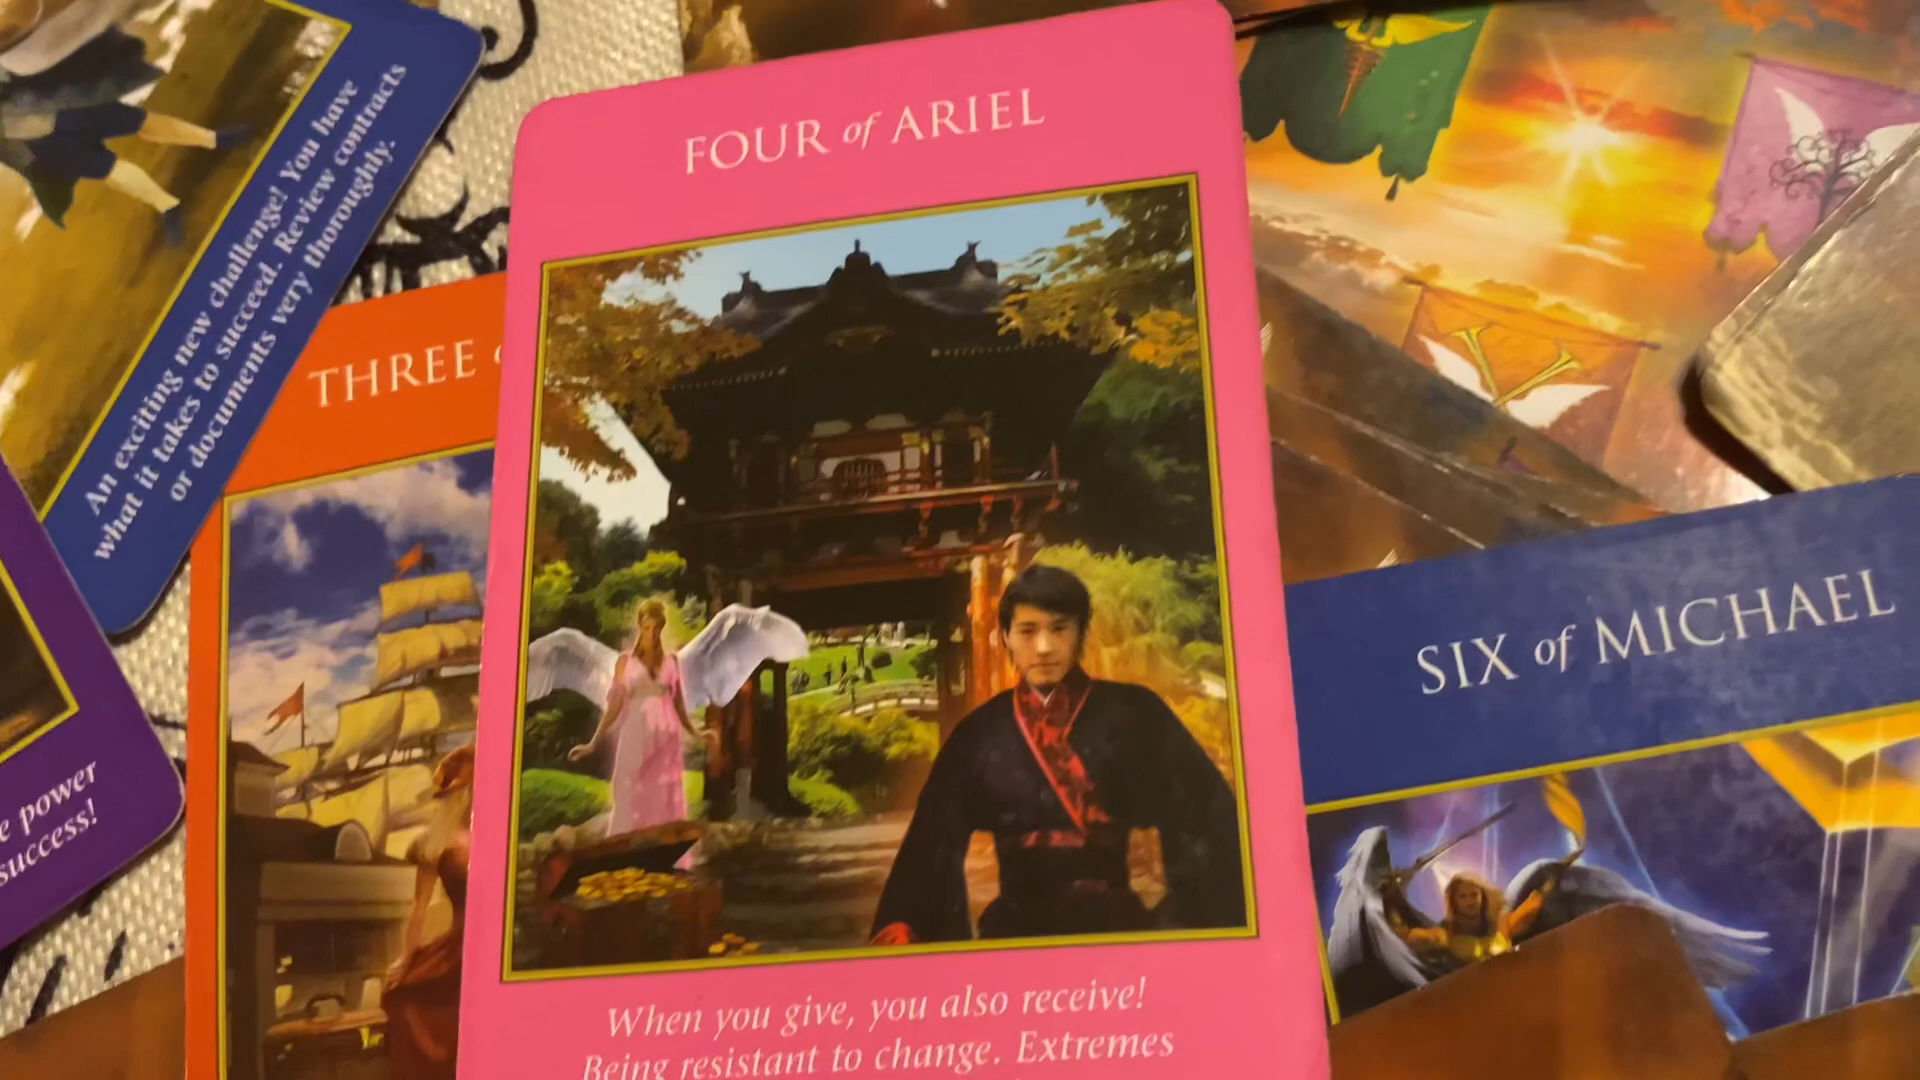 An exciting new challenge! You have
what it takes to succeed. Review contracts
or documents very thoroughly.
THREE
FOUR of ARIEL
When you give, you also receive!
Being resistant to change. Extremes
SIX of MICHAEL
power
success!